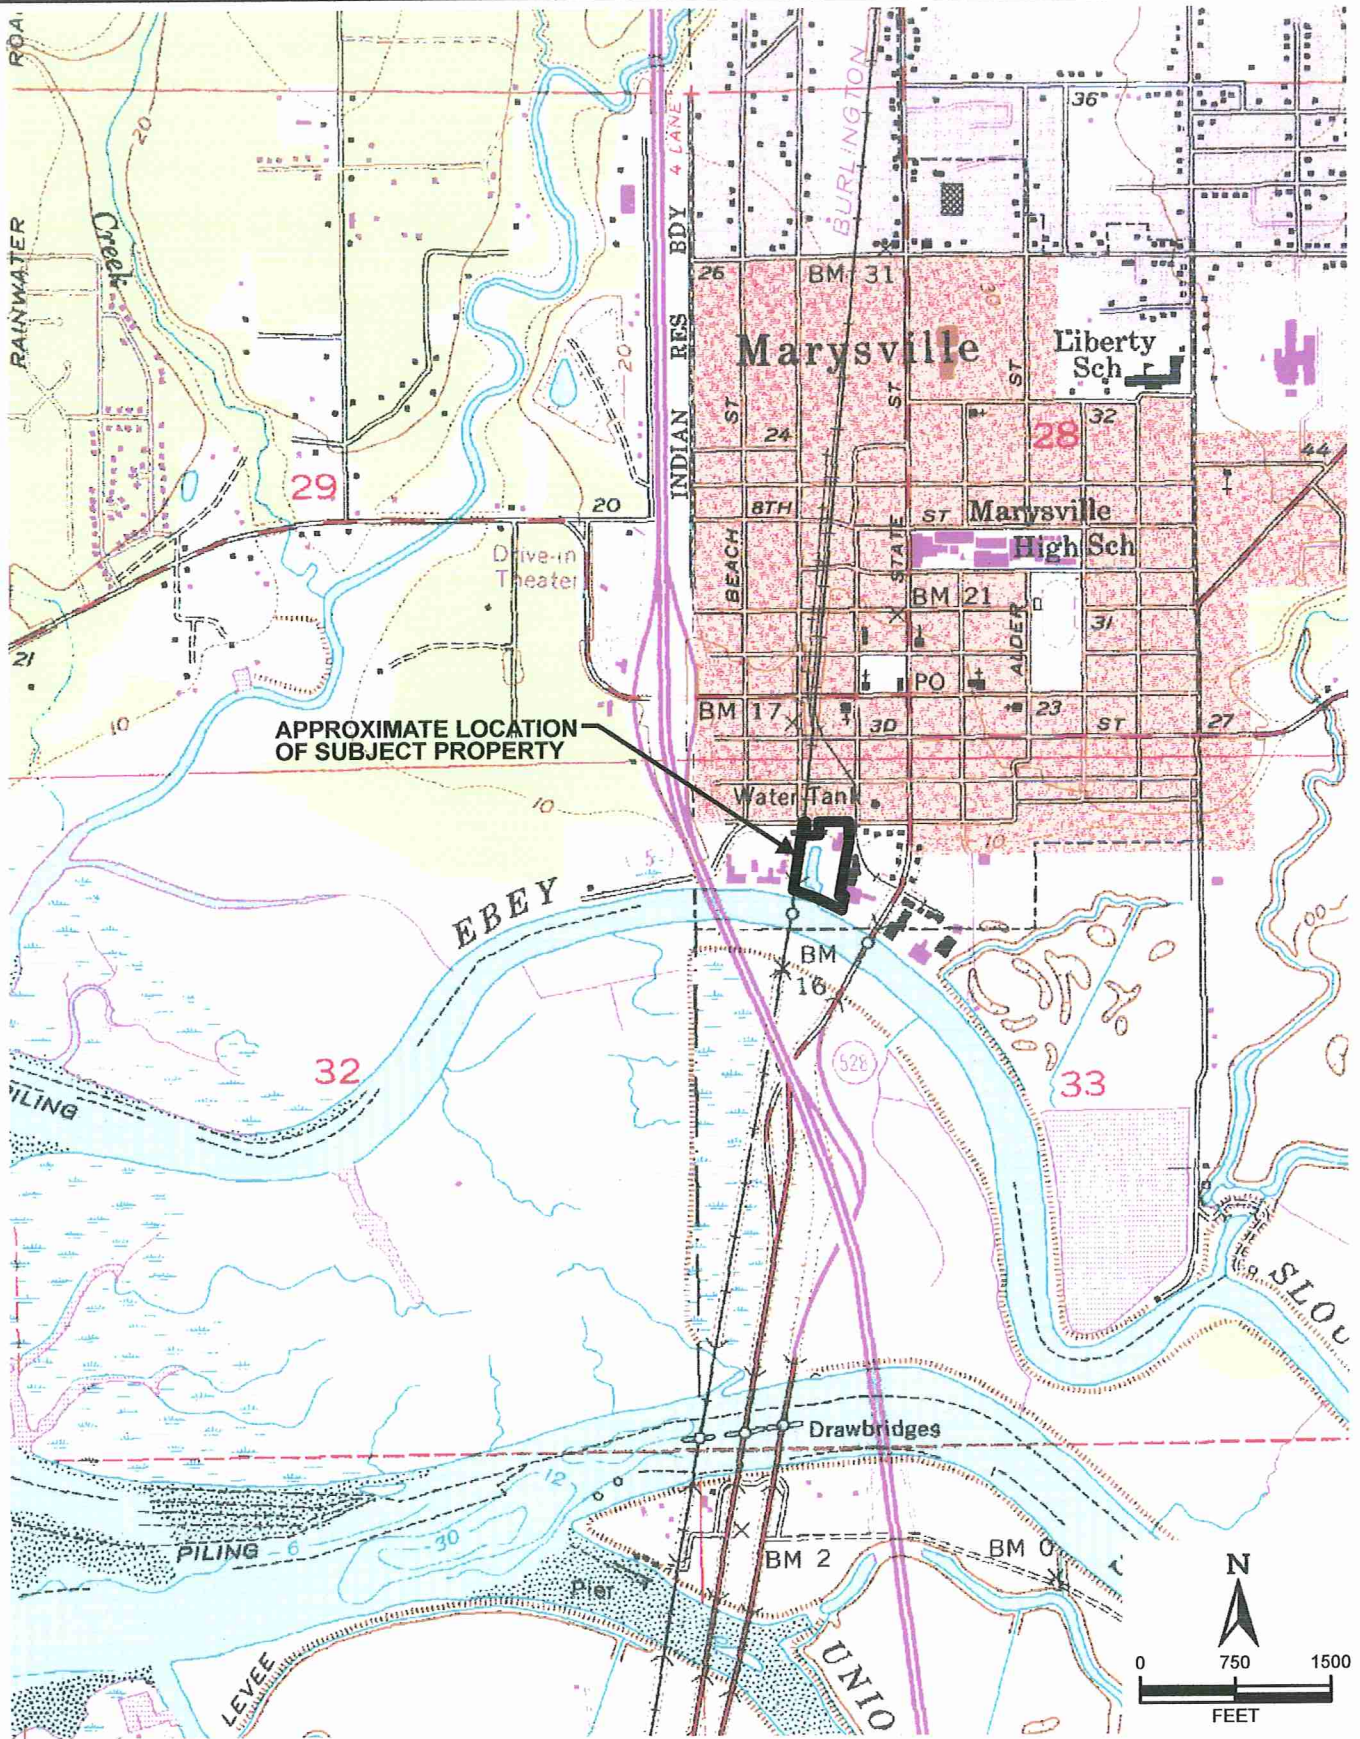 ROA
BURLINGTON
4 LANE
36
20
RAINWATER
Creek
INDIAN RES BDY
26
BM 31
30
Marysville
Liberty
Sch
20
ST
ST
ST
32
24
28
44
29
20
8TH
ST
Marysville
High Sch
Drive-in
Theater
BEACH
STATE
BM 21
ALDER
31
21
PO
BM 17
3D
23
ST
27
10
APPROXIMATE LOCATION
OF SUBJECT PROPERTY
10
Water Tank
10
5
EBEY
BM
16
528
32
33
PILING
SLOU
Drawbridges
12
30
PILING
6
BM 2
BM 0
Pier
N
UNIO
LEVEE
0 750 1500
FEET